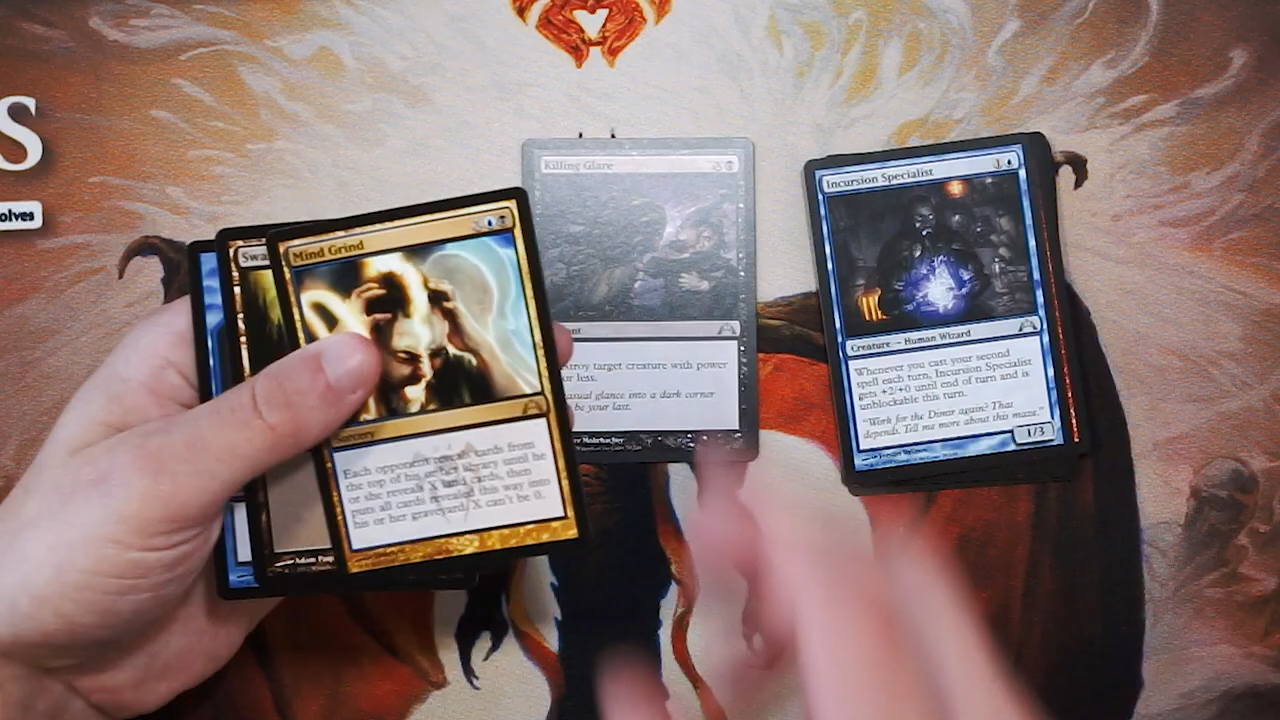 S
olves
Swa
Mind Grind
Sorcery
Each opponent reveals cards from
the top of his or her library until he
or she reveals X land cards, then
puts all cards revealed this way into
his or her graveyard. X can't be 0.
Adam Paq
Killing Glare
X
stroy target creature with power
or less.
asual glance into a dark corner
be your last.
Incursion Specialist
1
Creature — Human Wizard
Whenever you cast your second
spell each turn, Incursion Specialist
gets +2/+0 until end of turn and is
unblockable this turn.
"Work for the Dimir again? That
depends. Tell me more about this maze."
1/3